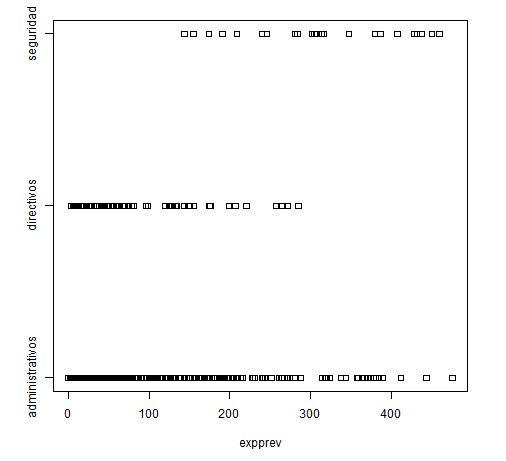 seguridad
directivos
administrativos
0 100 200 300 400
expprev